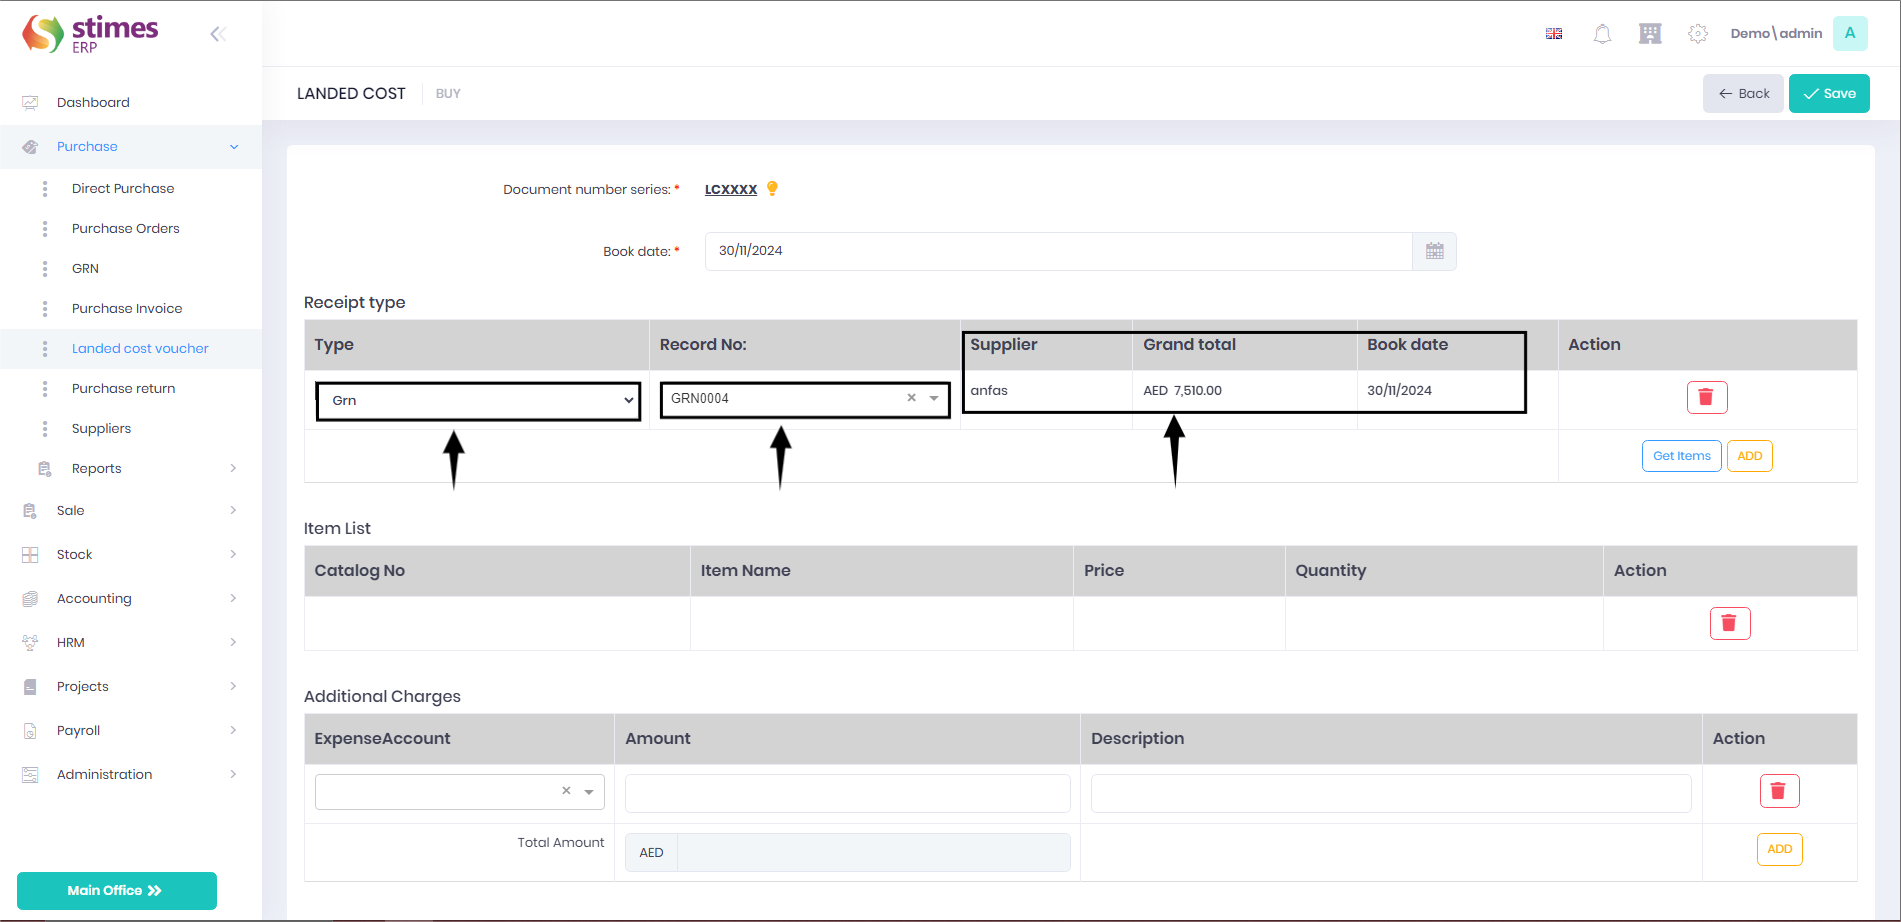 stimes
ERP
Demo\admin
A
LANDED COST
BUY
Back
Save
Dashboard
Purchase
Direct Purchase
Purchase Orders
GRN
Purchase Invoice
Landed cost voucher
Purchase return
Suppliers
Reports
Sale
Stock
Accounting
HRM
Projects
Payroll
Administration
Main Office
Document number series: * LCXXXX
Book date: * 30/11/2024
Receipt type
Type Record No: Supplier Grand total Book date Action
Grn GRN0004 × anfas AED 7,510.00 30/11/2024
Get Items ADD
Item List
Catalog No Item Name Price Quantity Action
Additional Charges
ExpenseAccount Amount Description Action
×
Total Amount AED ADD